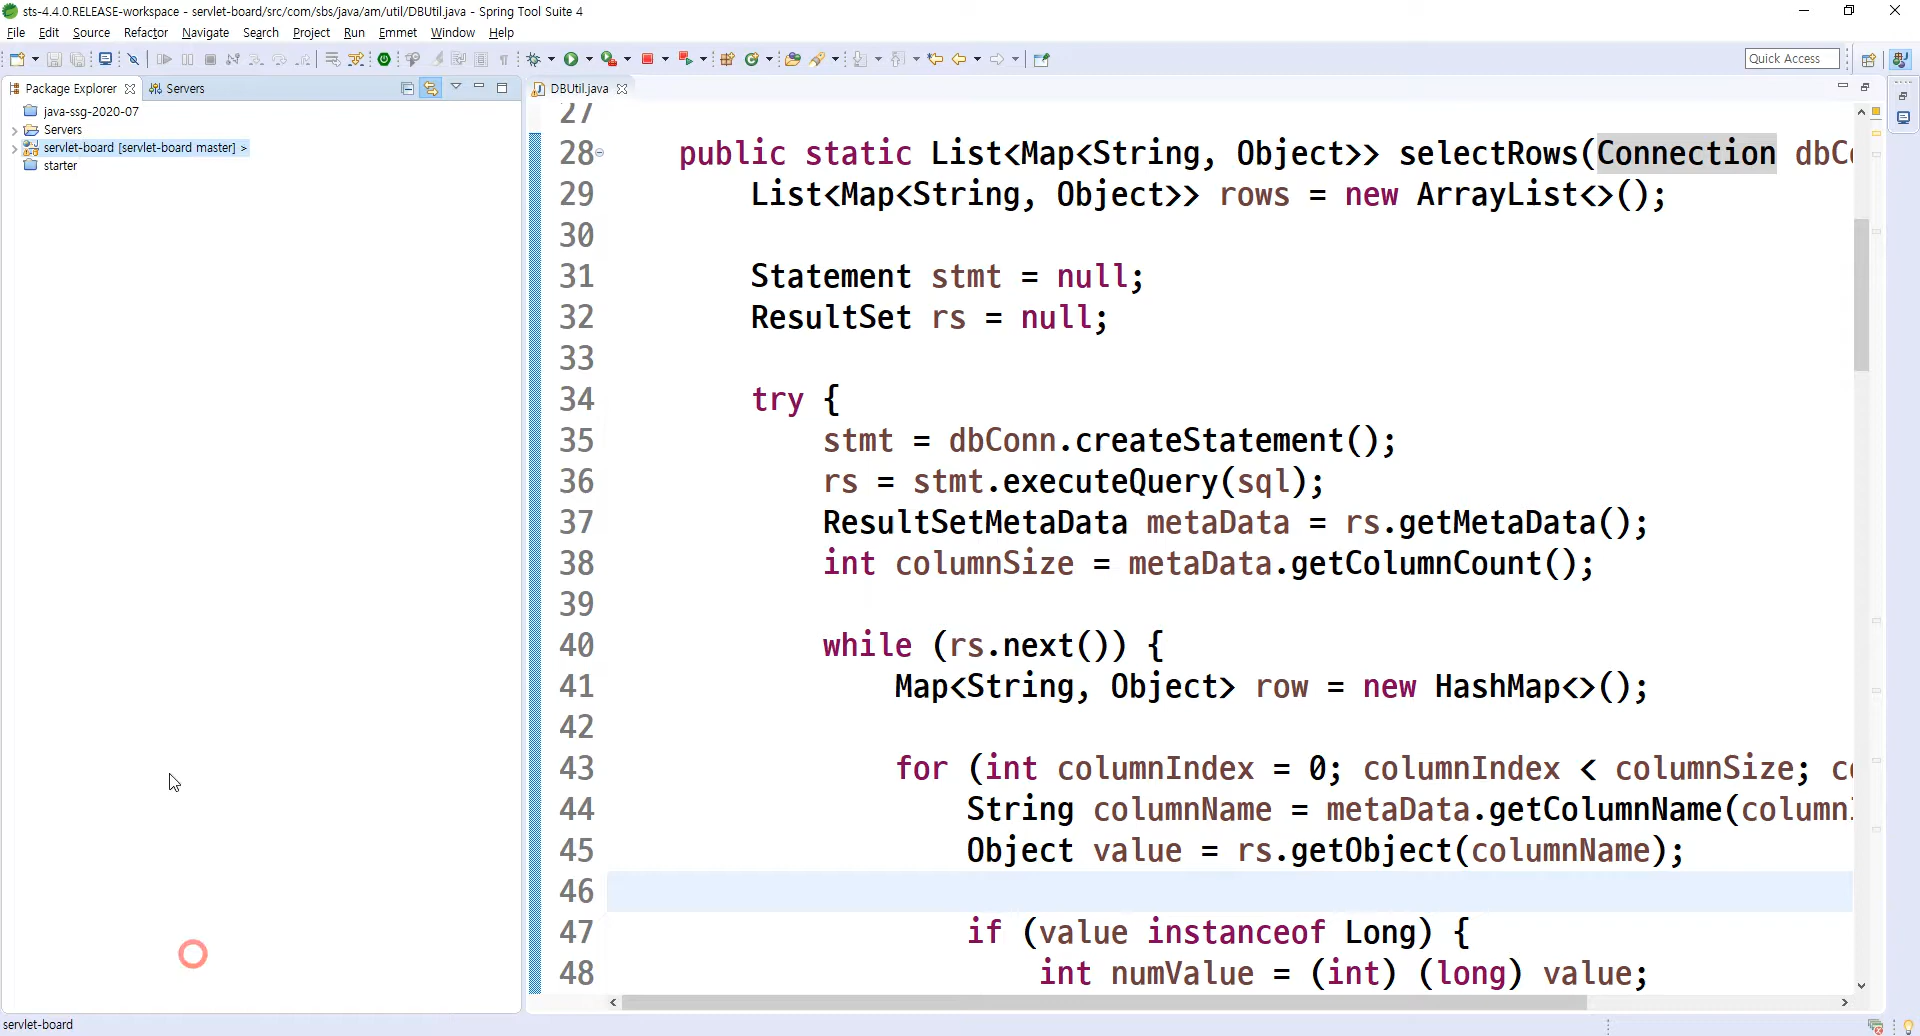 sts-4.4.0.RELEASE-workspace - servlet-board/src/com/sbs/java/am/util/DBUtil.java - Spring Tool Suite 4
File Edit Source Refactor Navigate Search Project Run Emmet Window Help
Quick Access
Package Explorer Servers
java-ssg-2020-07
Servers
servlet-board [servlet-board master] >
starter
DBUtil.java
27
28 public static List<Map<String, Object>> selectRows(Connection dbCo
29 List<Map<String, Object>> rows = new ArrayList<>();
30
31 Statement stmt = null;
32 ResultSet rs = null;
33
34 try {
35 stmt = dbConn.createStatement();
36 rs = stmt.executeQuery(sql);
37 ResultSetMetaData metaData = rs.getMetaData();
38 int columnSize = metaData.getColumnCount();
39
40 while (rs.next()) {
41 Map<String, Object> row = new HashMap<>();
42
43 for (int columnIndex = 0; columnIndex < columnSize; co
44 String columnName = metaData.getColumnName(column
45 Object value = rs.getObject(columnName);
46
47 if (value instanceof Long) {
48 int numValue = (int) (long) value;
servlet-board